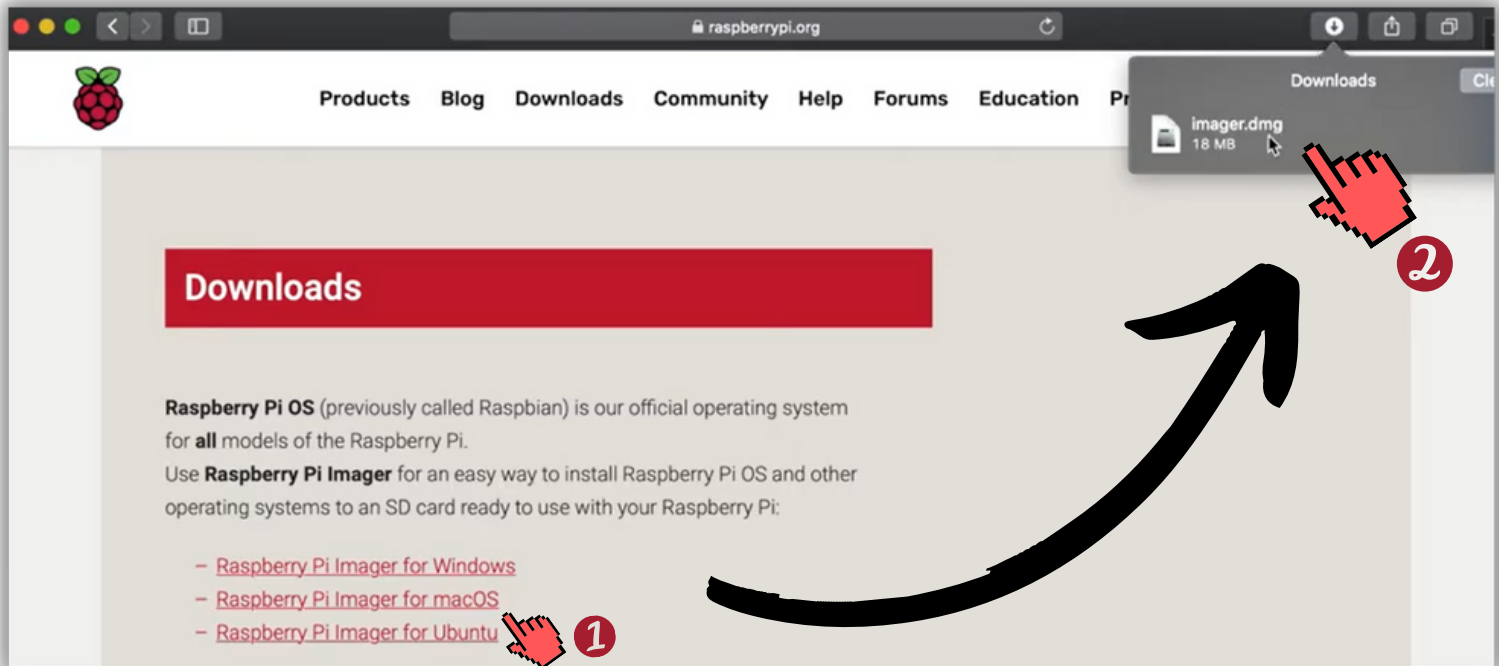 raspberrypi.org
Products Blog Downloads Community Help Forums Education
Downloads
imager.dmg
18 MB
Downloads
Raspberry Pi OS (previously called Raspbian) is our official operating system
for all models of the Raspberry Pi.
Use Raspberry Pi Imager for an easy way to install Raspberry Pi OS and other
operating systems to an SD card ready to use with your Raspberry Pi:
– Raspberry Pi Imager for Windows
– Raspberry Pi Imager for macOS
– Raspberry Pi Imager for Ubuntu
1
2